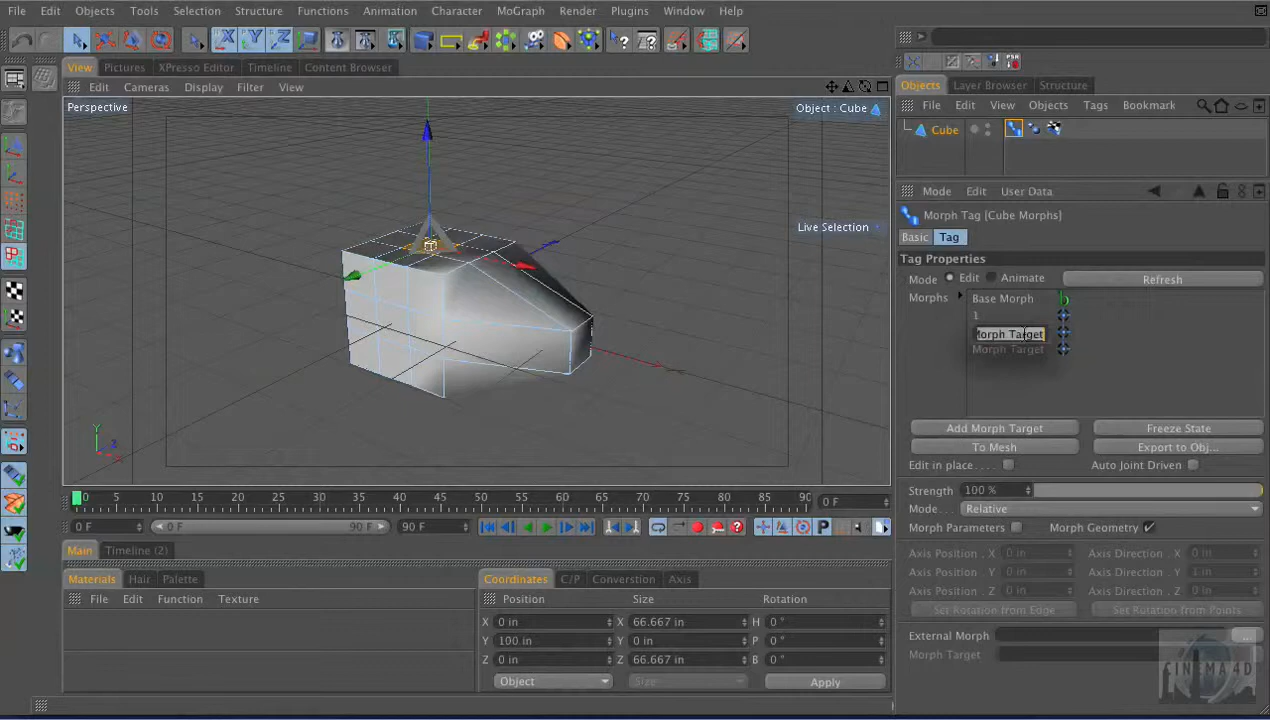 File Edit Objects Tools Selection Structure Functions Animation Character MoGraph Render Plugins Window Help
View Pictures XPresso Editor Timeline Content Browser
Edit Cameras Display Filter View
Perspective
Object : Cube
Live Selection
Y
Z
X
0 5 10 15 20 25 30 35 40 45 50 55 60 65 70 75 80 85 90
0 F
0 F 0 F 90 F 90 F
Main Timeline (2)
Materials Hair Palette
File Edit Function Texture
Coordinates C/P Converstion Axis
Position Size Rotation
X 0 in X 66.667 in H 0 °
Y 100 in Y 0 in P 0 °
Z 0 in Z 66.667 in B 0 °
Object Size Apply
Objects Layer Browser Structure
File Edit View Objects Tags Bookmark
Cube
Mode Edit User Data
Morph Tag [Cube Morphs]
Basic Tag
Tag Properties
Mode Edit Animate Refresh
Morphs Base Morph b
1
Morph Target
Morph Target
Add Morph Target Freeze State
To Mesh Export to Obj...
Edit in place . . . . Auto Joint Driven
Strength 100 %
Mode. . . Relative
Morph Parameters Morph Geometry
Axis Position . X 0 in Axis Direction . X 0 in
Axis Position . Y 0 in Axis Direction . Y 1 in
Axis Position . Z 0 in Axis Direction . Z 0 in
Set Rotation from Edge Set Rotation from Points
External Morph ...
Morph Target
CINEMA4D